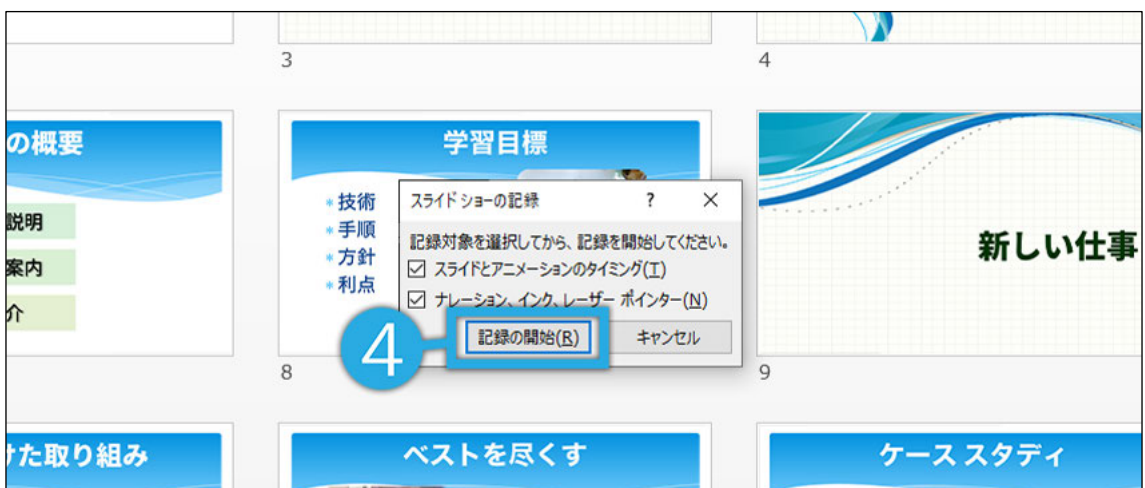 3
4
の概要
説明
案内
介
学習目標
* 技術
* 手順
* 方針
* 利点
スライド ショーの記録 ? ×
記録対象を選択してから、記録を開始してください。
スライドとアニメーションのタイミング(T)
ナレーション、インク、レーザー ポインター(N)
4
記録の開始(R) キャンセル
新しい仕事
8
9
けた取り組み
ベストを尽くす
ケース スタディ